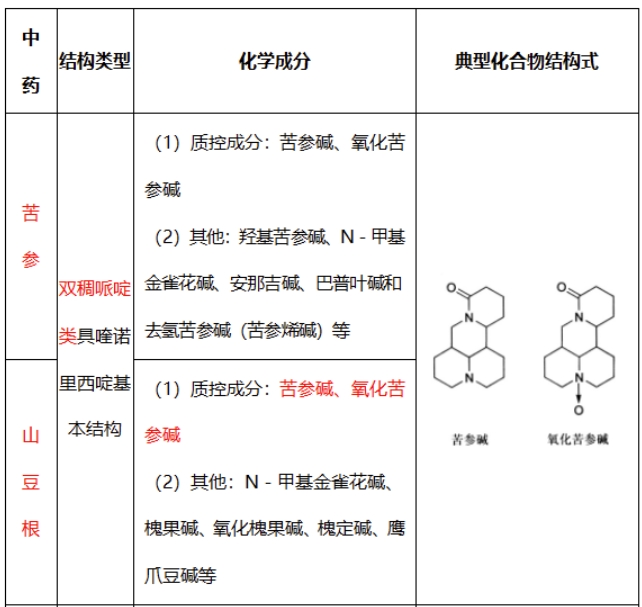 中
药
结构类型
化学成分
典型化合物结构式
苦
参
双稠哌啶
类具喹诺
里西啶基
本结构
（1）质控成分：苦参碱、氧化苦
参碱
（2）其他：羟基苦参碱、N－甲基
金雀花碱、安那吉碱、巴普叶碱和
去氢苦参碱（苦参烯碱）等
山
豆
根
（1）质控成分：苦参碱、氧化苦
参碱
（2）其他：N－甲基金雀花碱、
槐果碱、氧化槐果碱、槐定碱、鹰
爪豆碱等
O
N
N
苦参碱
O
N
N
O
氧化苦参碱